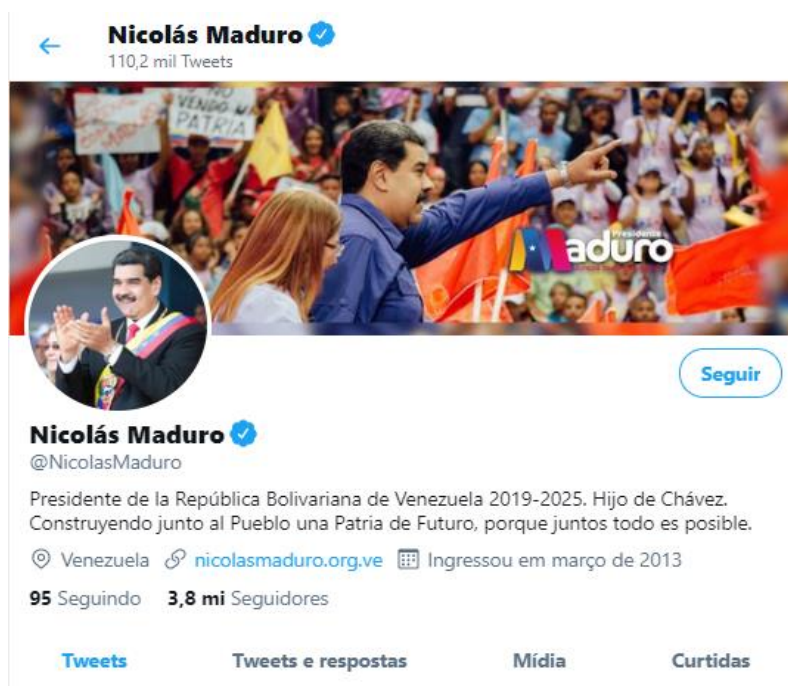 Nicolás Maduro
110,2 mil Tweets
VENDO
PATRIA
Presidente
Maduro
Seguir
Nicolás Maduro
@NicolasMaduro
Presidente de la República Bolivariana de Venezuela 2019-2025. Hijo de Chávez.
Construyendo junto al Pueblo una Patria de Futuro, porque juntos todo es posible.
Venezuela nicolasmaduro.org.ve Ingressou em março de 2013
95 Seguindo 3,8 mi Seguidores
Tweets Tweets e respostas Mídia Curtidas